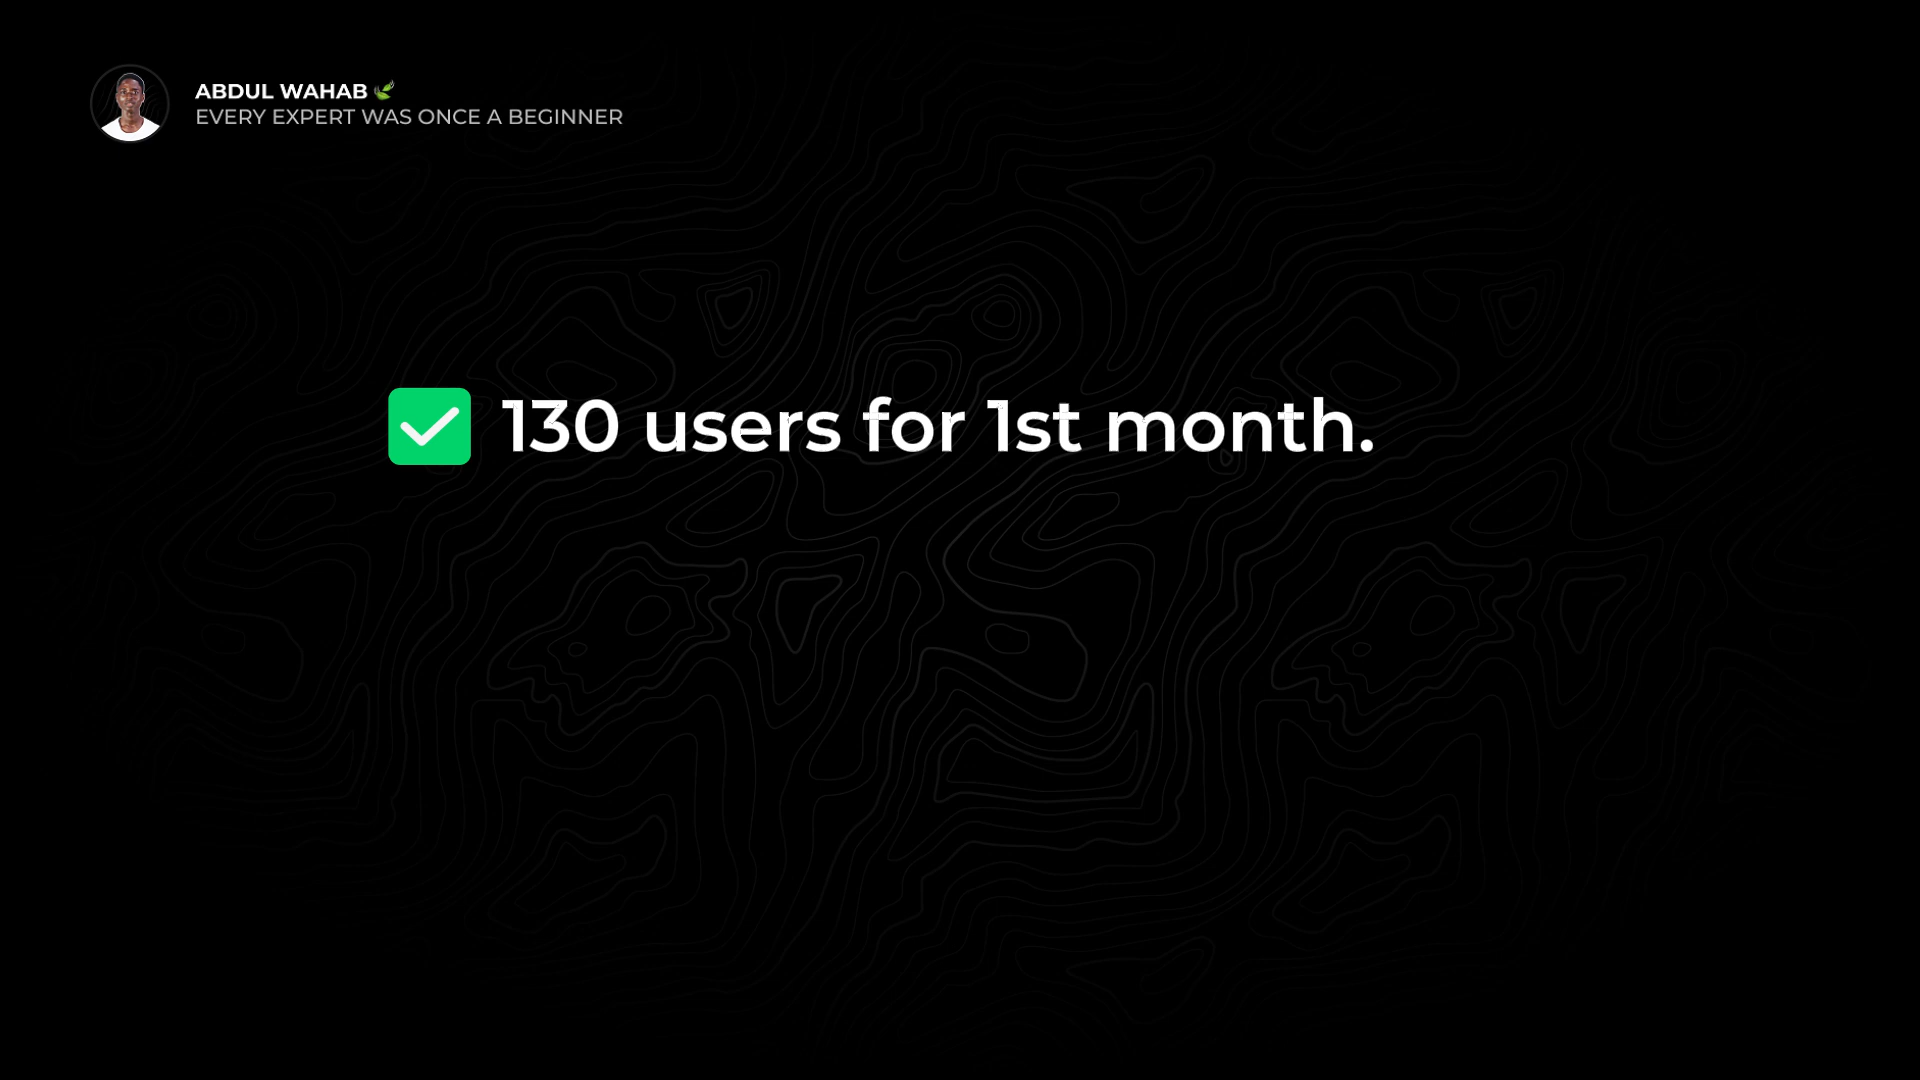 ABDUL WAHAB 🌿
EVERY EXPERT WAS ONCE A BEGINNER
✅ 130 users for 1st month.